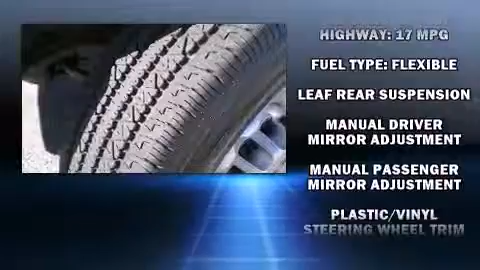 HIGHWAY: 17 MPG
FUEL TYPE: FLEXIBLE
LEAF REAR SUSPENSION
MANUAL DRIVER
MIRROR ADJUSTMENT
MANUAL PASSENGER
MIRROR ADJUSTMENT
PLASTIC/VINYL
STEERING WHEEL TRIM